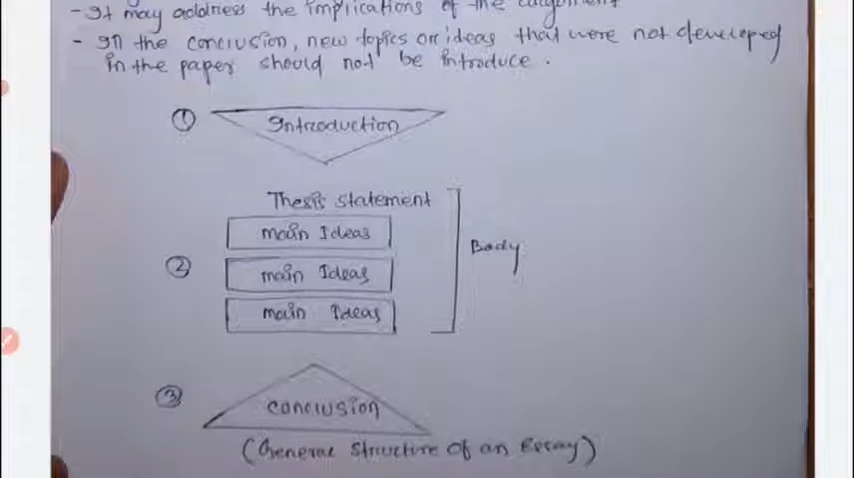 - It may address the implications of the argument
- In the conclusion, new topics or ideas that were not developed
in the paper should not be introduce.
① Introduction
Thesis statement
main Ideas
Body
② main Ideas
main Ideas
③ conclusion
(General structure of an Essay)